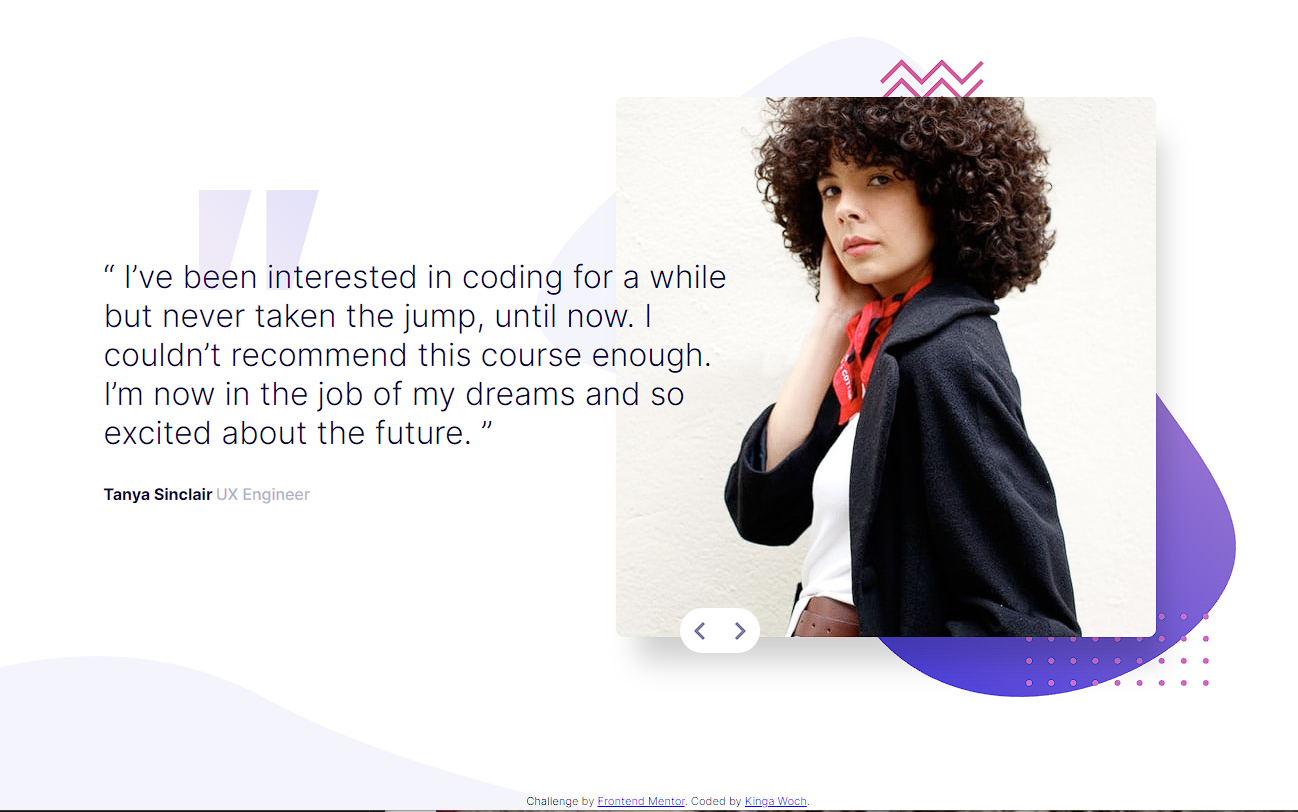 “ I’ve been interested in coding for a while
but never taken the jump, until now. I
couldn’t recommend this course enough.
I’m now in the job of my dreams and so
excited about the future. ”
Tanya Sinclair UX Engineer
Challenge by Frontend Mentor. Coded by Kinga Woch.